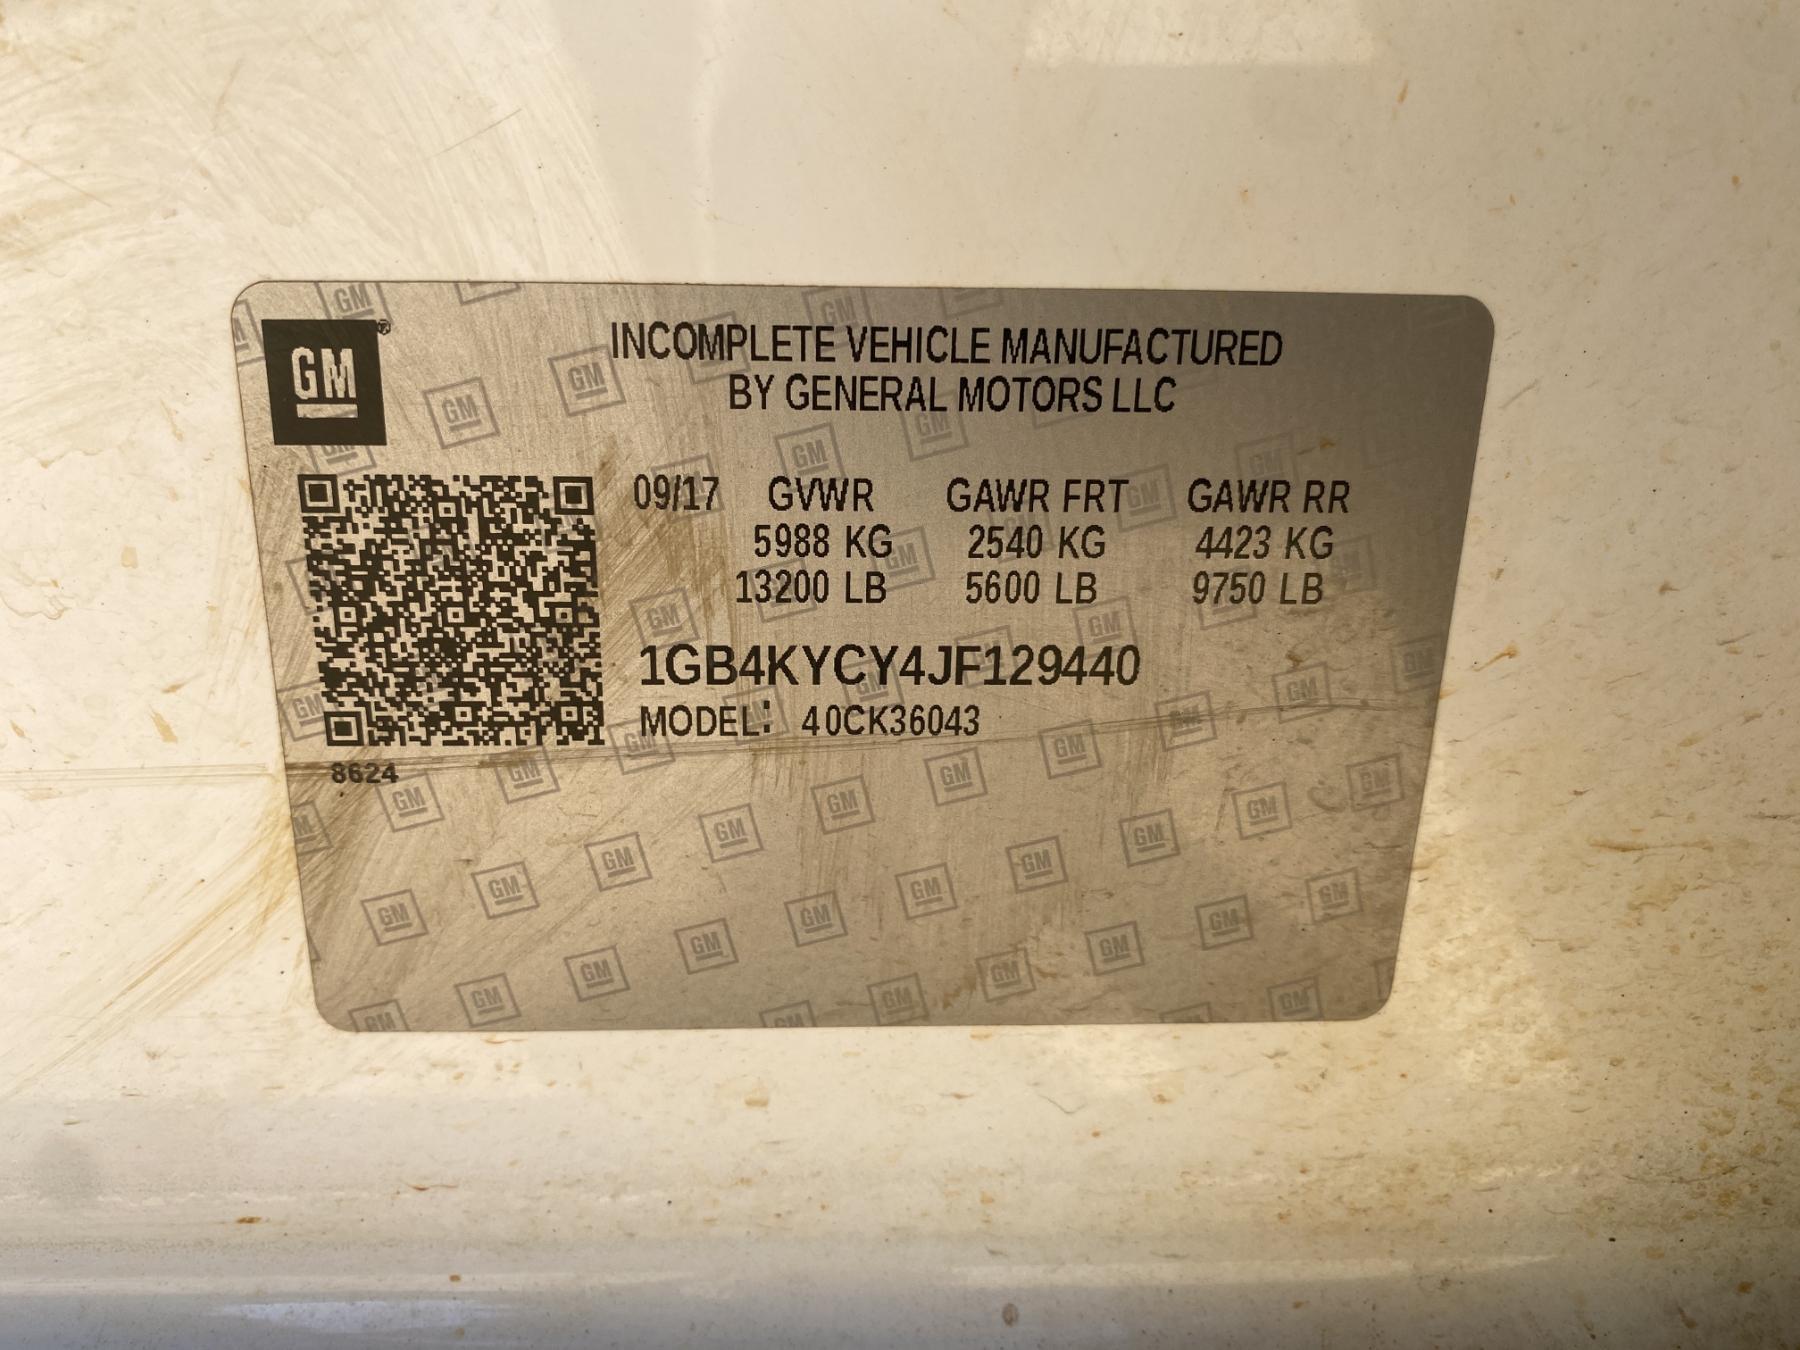 GM
INCOMPLETE VEHICLE MANUFACTURED
BY GENERAL MOTORS LLC
09/17 GVWR GAWR FRT GAWR RR
5988 KG 2540 KG 4423 KG
13200 LB 5600 LB 9750 LB
1GB4KYCY4JF129440
MODEL: 40CK36043
8624